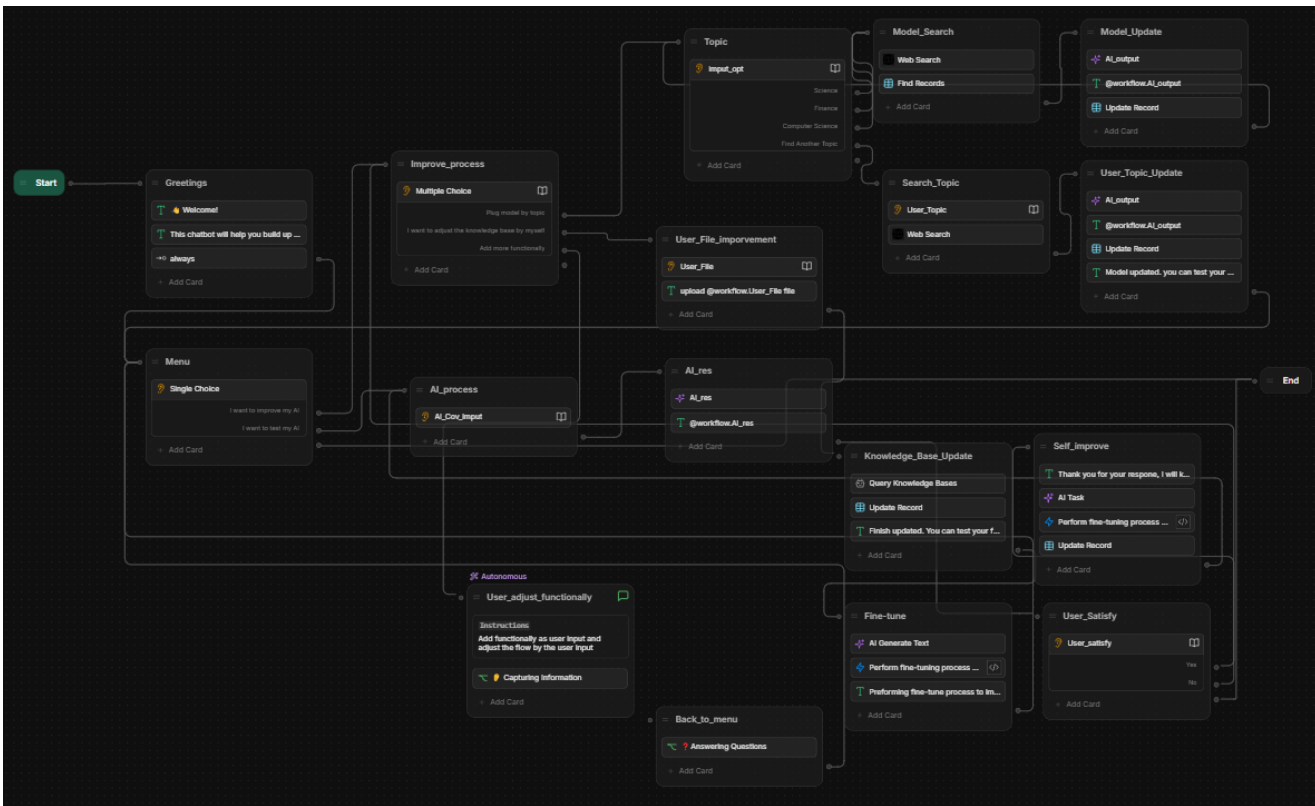 Start
Greetings
👋 Welcome!
This chatbot will help you build up ...
always
+ Add Card
Menu
Single Choice
I want to improve my AI
I want to test my AI
+ Add Card
Improve_process
Multiple Choice
Plug model by topic
I want to adjust the knowledge base by myself
Add more functionally
+ Add Card
AI_process
AI_Cov_Imput
+ Add Card
Topic
Imput_opt
Science
Finance
Computer Science
Find Another Topic
+ Add Card
User_File_imporvement
User_File
upload @workflow.User_File file
+ Add Card
AI_res
AI_res
@workflow.AI_res
+ Add Card
Model_Search
Web Search
Find Records
+ Add Card
Model_Update
AI_output
@workflow.AI_output
Update Record
+ Add Card
Search_Topic
User_Topic
Web Search
+ Add Card
User_Topic_Update
AI_output
@workflow.AI_output
Update Record
Model updated. you can test your ...
+ Add Card
End
Knowledge_Base_Update
Query Knowledge Bases
Update Record
Finish updated. You can test your f...
+ Add Card
Self_improve
Thank you for your respone, I will k...
AI Task
Perform fine-tuning process ...
Update Record
+ Add Card
Autonomous
User_adjust_functionally
Instructions
Add functionally as user input and
adjust the flow by the user input
Capturing Information
+ Add Card
Back_to_menu
❓ Answering Questions
+ Add Card
Fine-tune
AI Generate Text
Perform fine-tuning process ...
Preforming fine-tune process to im...
+ Add Card
User_Satisfy
User_satisfy
Yes
No
+ Add Card